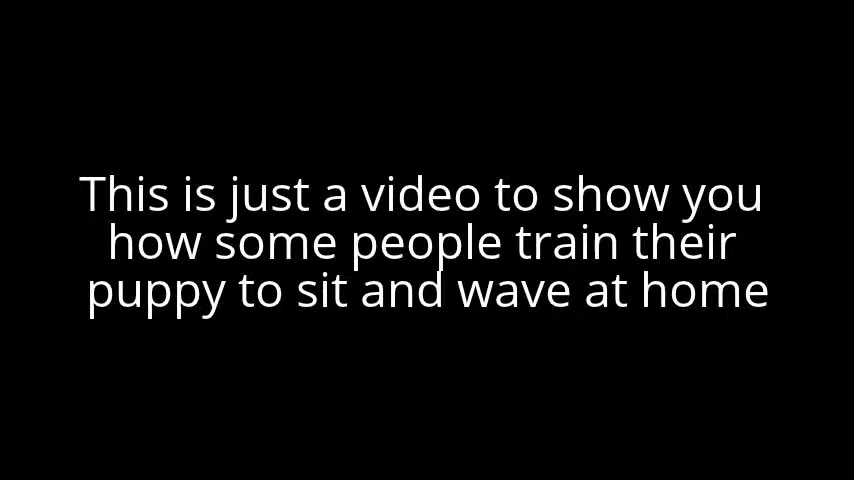 This is just a video to show you
how some people train their
puppy to sit and wave at home